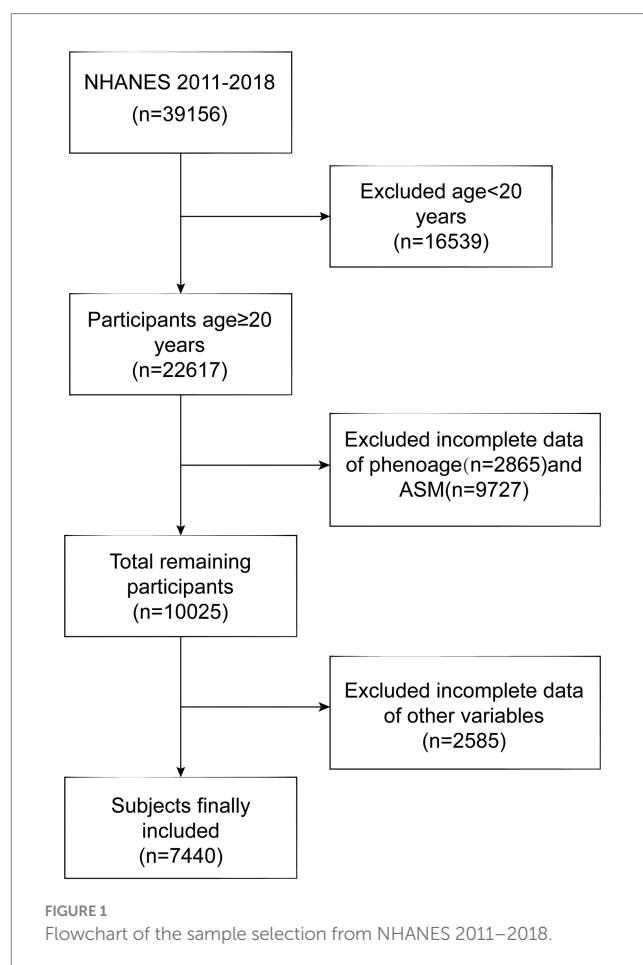 NHANES 2011-2018
(n=39156)
Excluded age<20
years
(n=16539)
Participants age≥20
years
(n=22617)
Excluded incomplete data
of phenoage(n=2865)and
ASM(n=9727)
Total remaining
participants
(n=10025)
Excluded incomplete data
of other variables
(n=2585)
Subjects finally
included
(n=7440)
FIGURE 1
Flowchart of the sample selection from NHANES 2011–2018.